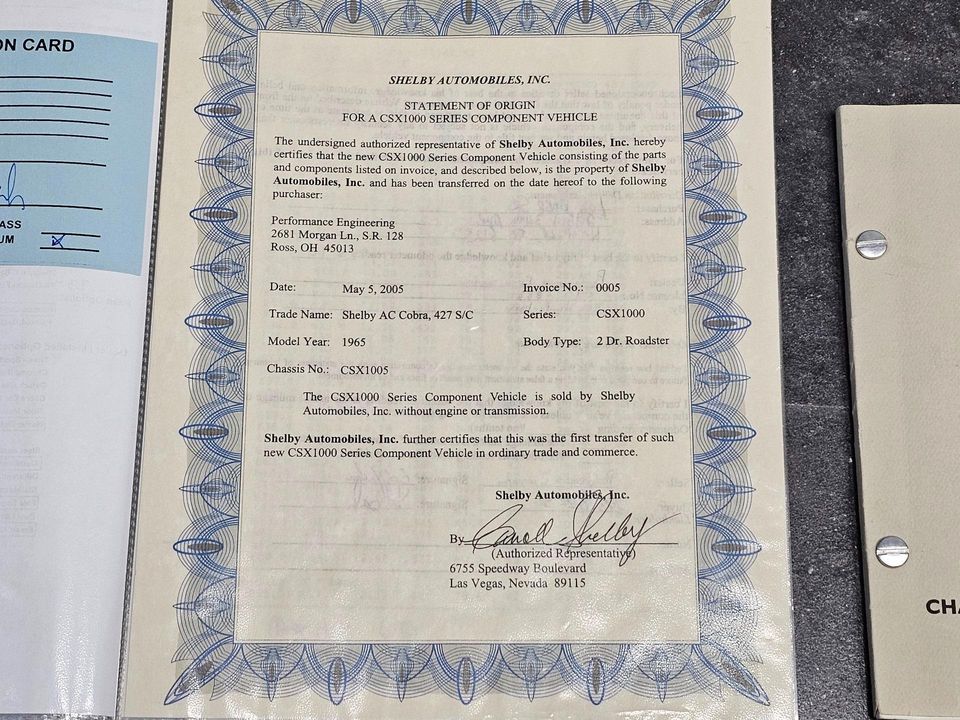 ON CARD
ASS
UM
SHELBY AUTOMOBILES, INC.
STATEMENT OF ORIGIN
FOR A CSX1000 SERIES COMPONENT VEHICLE
The undersigned authorized representative of Shelby Automobiles, Inc. hereby
certifies that the new CSX1000 Series Component Vehicle consisting of the parts
and components listed on invoice, and described below, is the property of Shelby
Automobiles, Inc. and has been transferred on the date hereof to the following
purchaser:
Performance Engineering
2681 Morgan Ln., S.R. 128
Ross, OH 45013
Date: May 5, 2005 Invoice No.: 0005
Trade Name: Shelby AC Cobra, 427 S/C Series: CSX1000
Model Year: 1965 Body Type: 2 Dr. Roadster
Chassis No.: CSX1005
The CSX1000 Series Component Vehicle is sold by Shelby
Automobiles, Inc. without engine or transmission.
Shelby Automobiles, Inc. further certifies that this was the first transfer of such
new CSX1000 Series Component Vehicle in ordinary trade and commerce.
Shelby Automobiles, Inc.
By Carroll Shelby
(Authorized Representative)
6755 Speedway Boulevard
Las Vegas, Nevada 89115
CHA